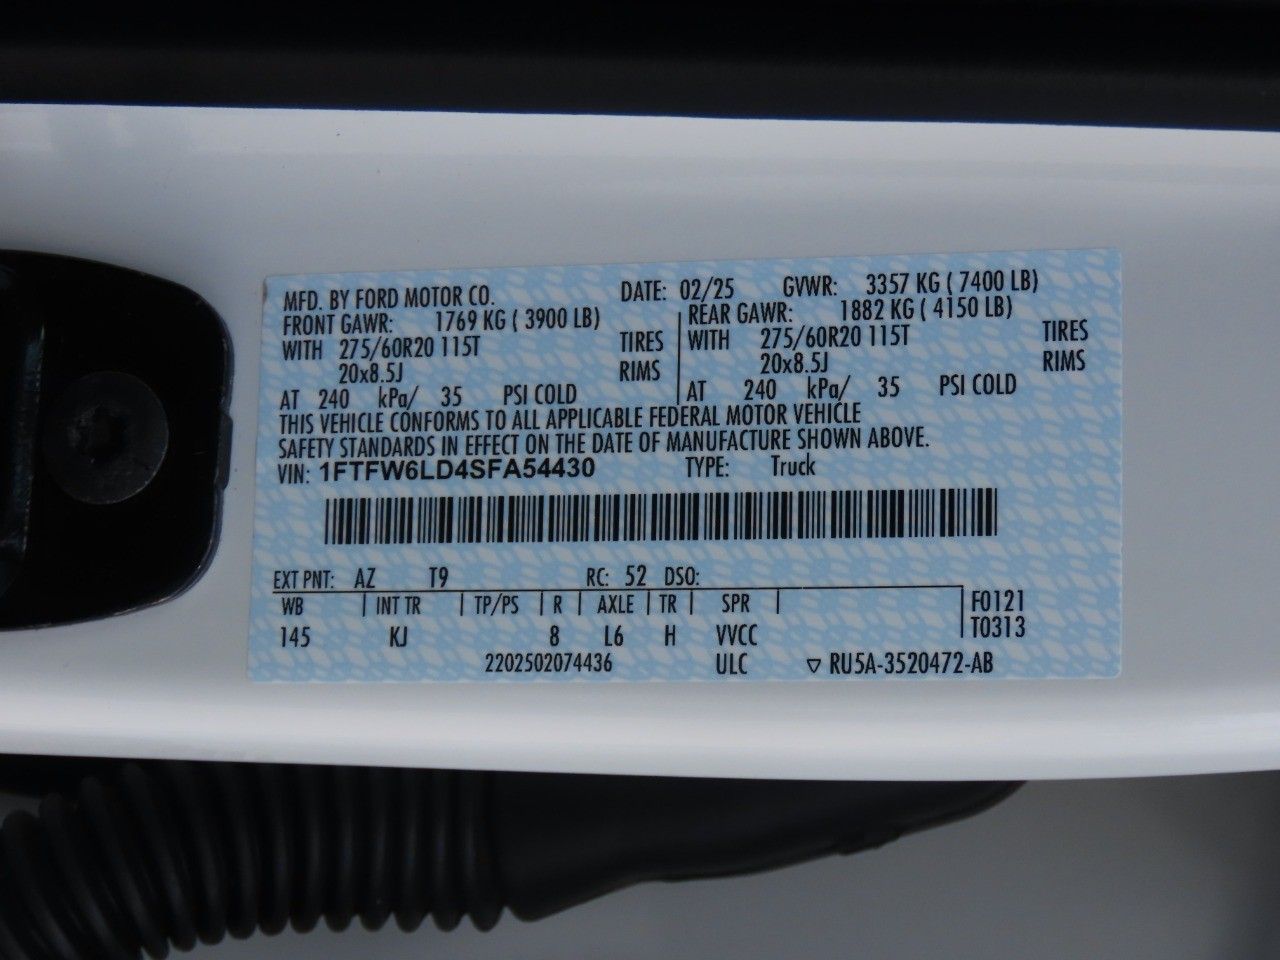 MFD. BY FORD MOTOR CO. DATE: 02/25 GVWR: 3357 KG ( 7400 LB)
FRONT GAWR: 1769 KG ( 3900 LB) REAR GAWR: 1882 KG ( 4150 LB)
WITH 275/60R20 115T TIRES WITH 275/60R20 115T TIRES
20x8.5J RIMS 20x8.5J RIMS
AT 240 kPa/ 35 PSI COLD AT 240 kPa/ 35 PSI COLD
THIS VEHICLE CONFORMS TO ALL APPLICABLE FEDERAL MOTOR VEHICLE
SAFETY STANDARDS IN EFFECT ON THE DATE OF MANUFACTURE SHOWN ABOVE.
VIN: 1FTFW6LD4SFA54430 TYPE: Truck
EXT PNT: AZ T9 RC: 52 DSO:
WB INT TR TP/PS R AXLE TR SPR F0121
145 KJ 8 L6 H VVCC T0313
2202502074436 ULC ▽ RU5A-3520472-AB